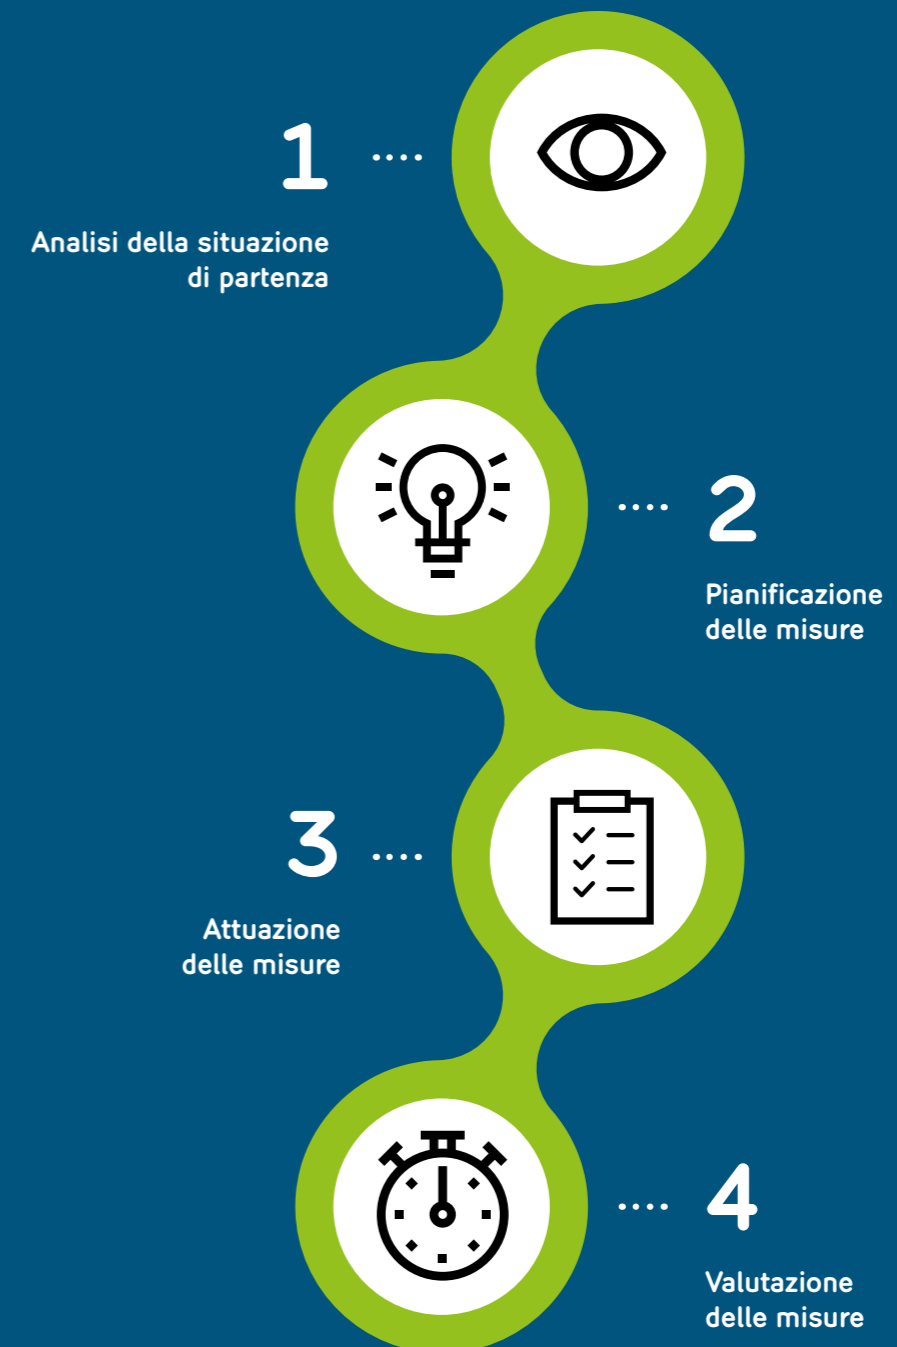 1
Analisi della situazione
di partenza
2
Pianificazione
delle misure
3
Attuazione
delle misure
4
Valutazione
delle misure